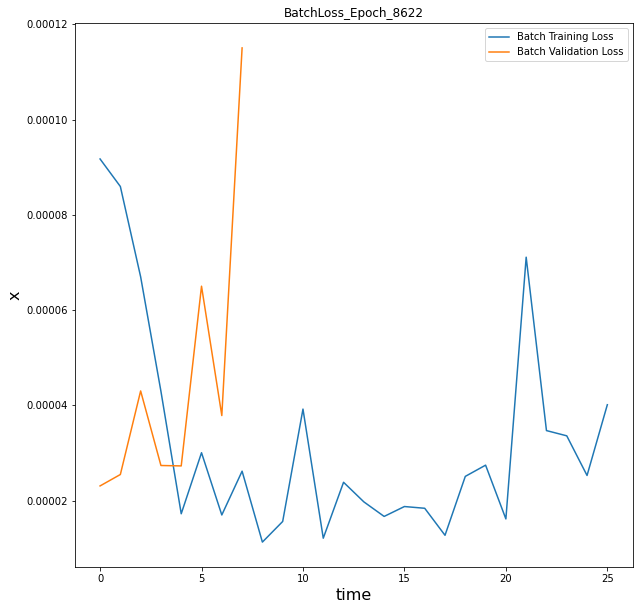 BatchLoss_Epoch_8622
Batch Training Loss
Batch Validation Loss
0.00012
0.00010
0.00008
0.00006
0.00004
0.00002
x
0 5 10 15 20 25
time